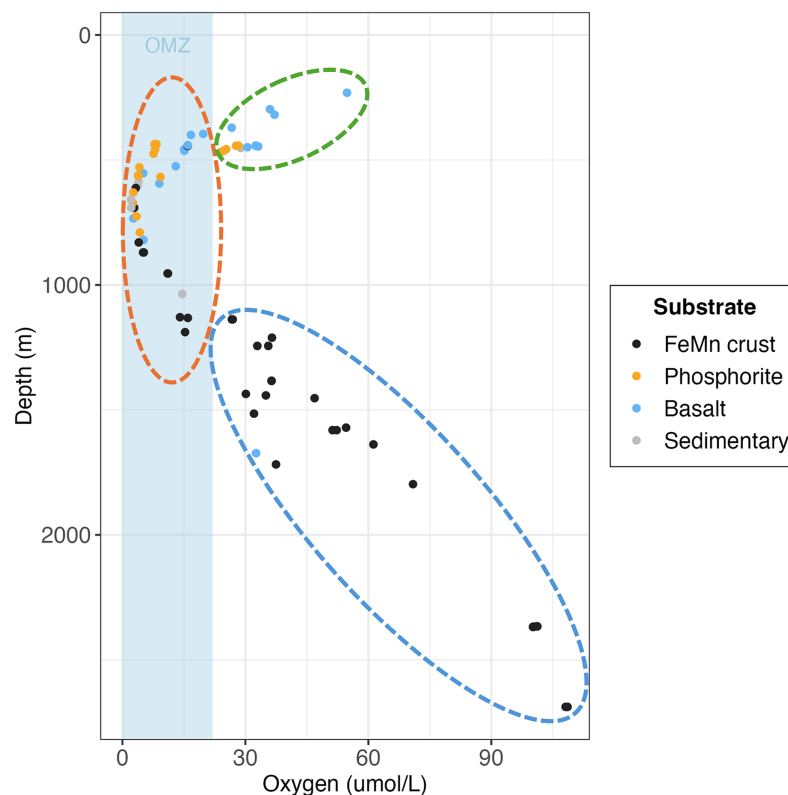 OMZ
0
1000
2000
Depth (m)
0
30
60
90
Oxygen (umol/L)
Substrate
FeMn crust
Phosphorite
Basalt
Sedimentary